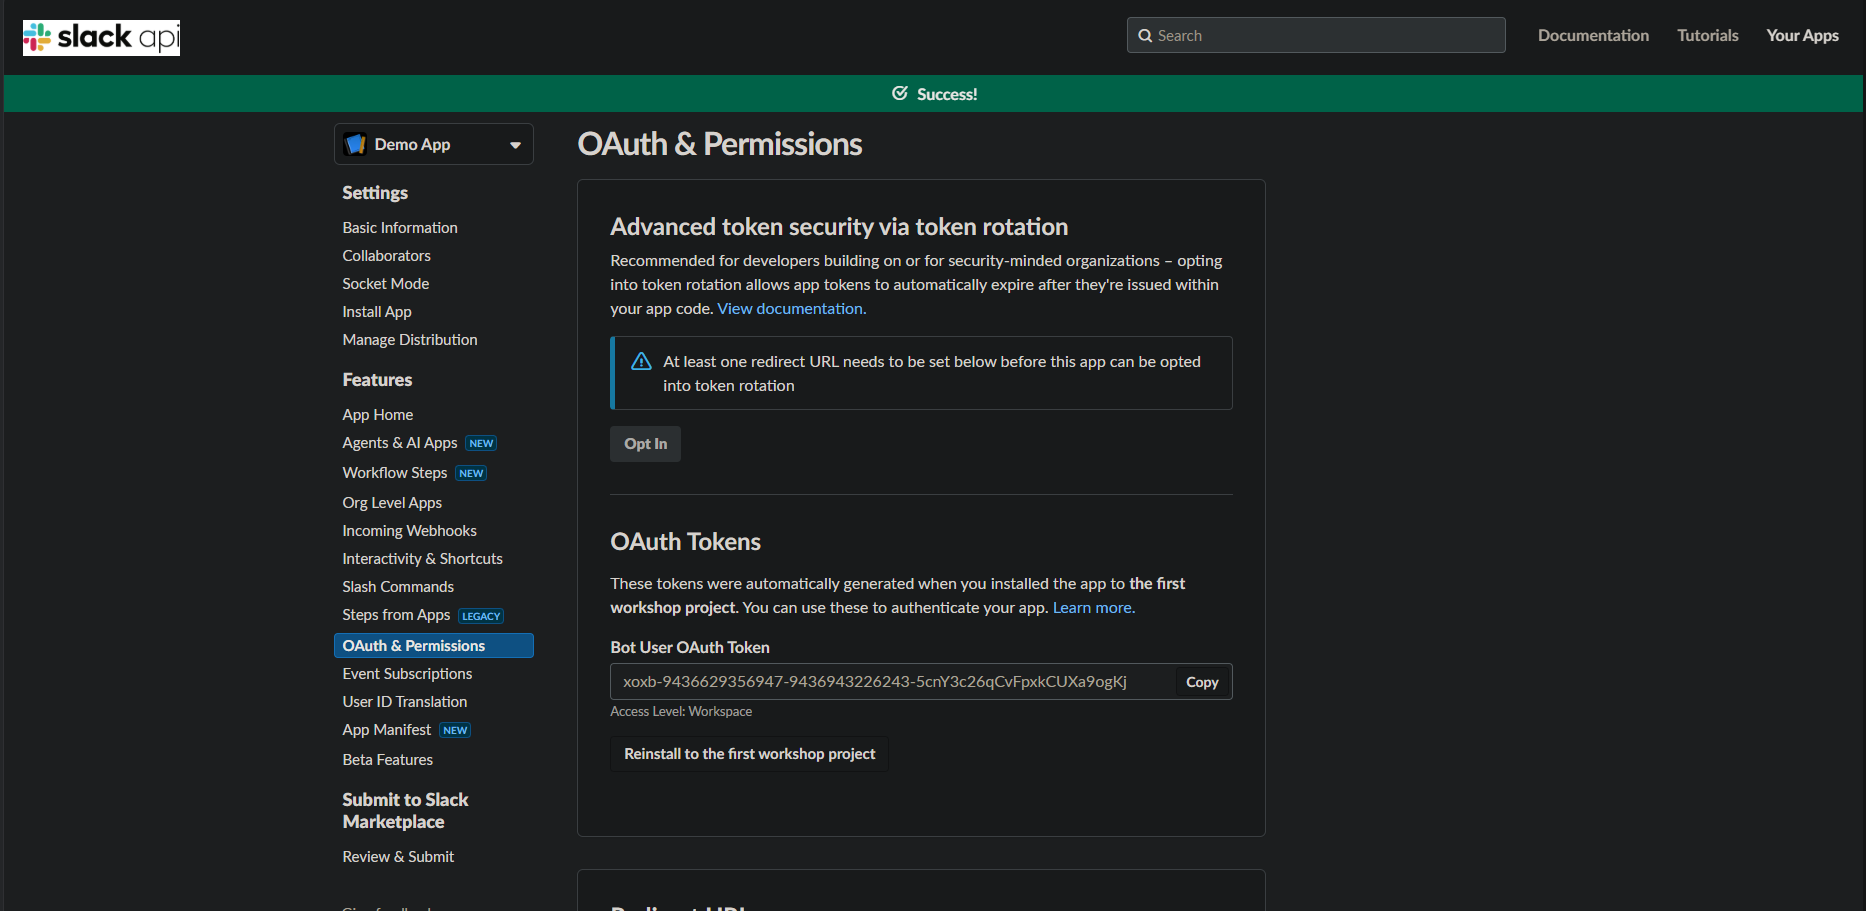 slack api
Search
Documentation
Tutorials
Your Apps
Success!
Demo App
Settings
Basic Information
Collaborators
Socket Mode
Install App
Manage Distribution
Features
App Home
Agents & AI Apps NEW
Workflow Steps NEW
Org Level Apps
Incoming Webhooks
Interactivity & Shortcuts
Slash Commands
Steps from Apps LEGACY
OAuth & Permissions
Event Subscriptions
User ID Translation
App Manifest NEW
Beta Features
Submit to Slack
Marketplace
Review & Submit
OAuth & Permissions
Advanced token security via token rotation
Recommended for developers building on or for security-minded organizations – opting
into token rotation allows app tokens to automatically expire after they're issued within
your app code. View documentation.
At least one redirect URL needs to be set below before this app can be opted
into token rotation
Opt In
OAuth Tokens
These tokens were automatically generated when you installed the app to the first
workshop project. You can use these to authenticate your app. Learn more.
Bot User OAuth Token
xoxb-9436629356947-9436943226243-5cnY3c26qCvFpxkCUXa9ogKj
Copy
Access Level: Workspace
Reinstall to the first workshop project